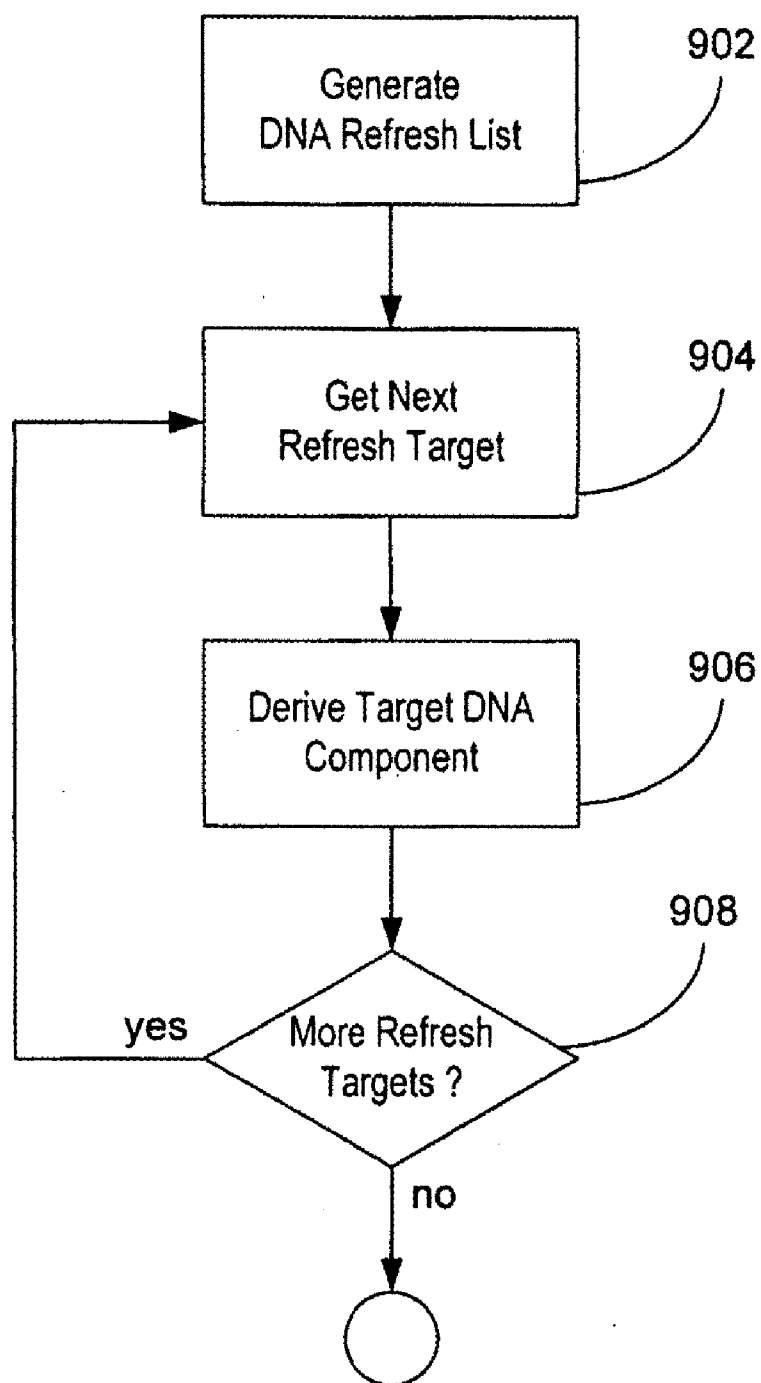 902
Generate
DNA Refresh List
904
Get Next
Refresh Target
906
Derive Target DNA
Component
908
yes
More Refresh
Targets ?
no